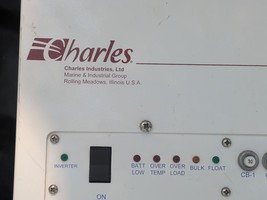 Charles
Charles Industries, Ltd
Marine & Industrial Group
Rolling Meadows, Illinois U.S.A
INVERTER
ON
BATT LOW
OVER TEMP
OVER LOAD
BULK
FLOAT
CB-1